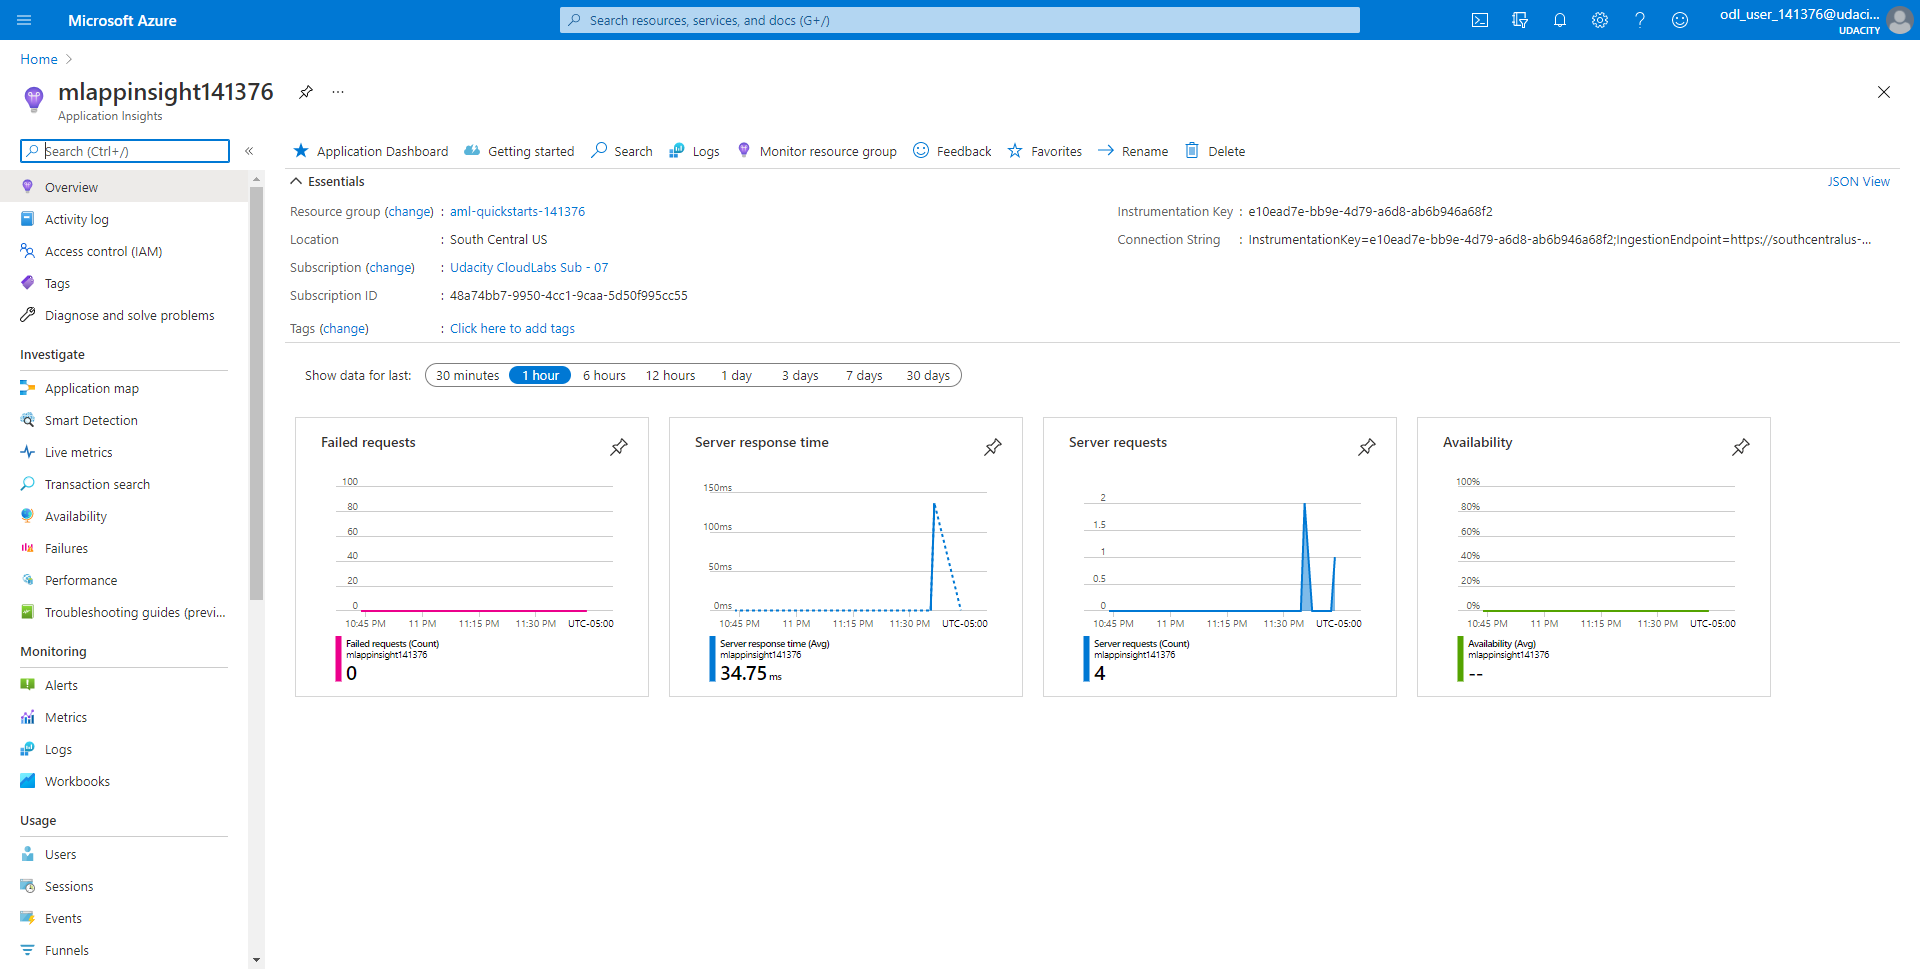 Microsoft Azure
Search resources, services, and docs (G+/)
odl_user_141376@udaci...
UDACITY
Home
mlappinsight141376
Application Insights
Search (Ctrl+/)
Overview
Activity log
Access control (IAM)
Tags
Diagnose and solve problems
Investigate
Application map
Smart Detection
Live metrics
Transaction search
Availability
Failures
Performance
Troubleshooting guides (previ...
Monitoring
Alerts
Metrics
Logs
Workbooks
Usage
Users
Sessions
Events
Funnels
Application Dashboard Getting started Search Logs Monitor resource group Feedback Favorites Rename Delete
Essentials
JSON View
Resource group (change) : aml-quickstarts-141376
Location : South Central US
Subscription (change) : Udacity CloudLabs Sub - 07
Subscription ID : 48a74bb7-9950-4cc1-9caa-5d50f995cc55
Tags (change) : Click here to add tags
Instrumentation Key : e10ead7e-bb9e-4d79-a6d8-ab6b946a68f2
Connection String : InstrumentationKey=e10ead7e-bb9e-4d79-a6d8-ab6b946a68f2;IngestionEndpoint=https://southcentralus-...
Show data for last: 30 minutes 1 hour 6 hours 12 hours 1 day 3 days 7 days 30 days
Failed requests
100
80
60
40
20
0
10:45 PM 11 PM 11:15 PM 11:30 PM UTC-05:00
Failed requests (Count)
mlappinsight141376
0
Server response time
150ms
100ms
50ms
0ms
10:45 PM 11 PM 11:15 PM 11:30 PM UTC-05:00
Server response time (Avg)
mlappinsight141376
34.75 ms
Server requests
2
1.5
1
0.5
0
10:45 PM 11 PM 11:15 PM 11:30 PM UTC-05:00
Server requests (Count)
mlappinsight141376
4
Availability
100%
80%
60%
40%
20%
0%
10:45 PM 11 PM 11:15 PM 11:30 PM UTC-05:00
Availability (Avg)
mlappinsight141376
--